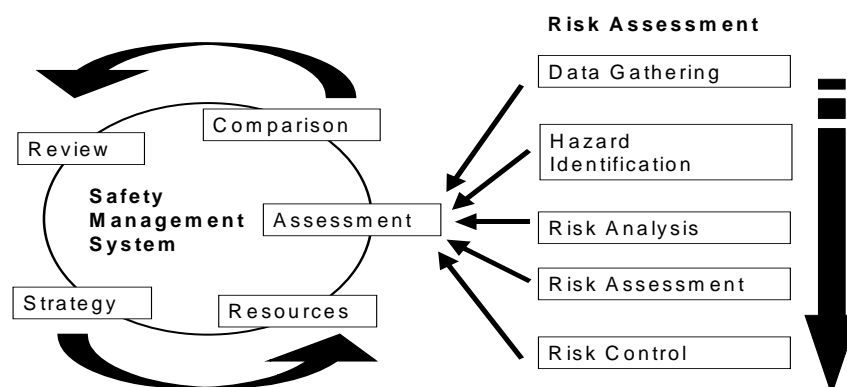 Risk Assessment
Data Gathering
Comparison
Review
Hazard
Identification
Safety
Management
System
Assessment
Risk Analysis
Risk Assessment
Strategy
Resources
Risk Control